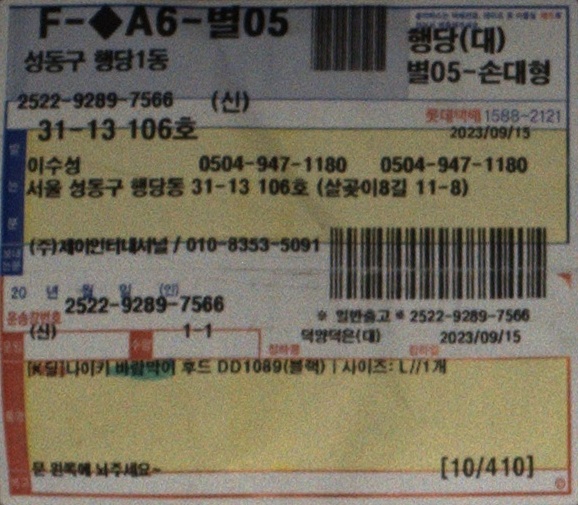 F-◆A6-별05
성동구 행당1동
행당(대)
별05-손대형
2522-9289-7566 (신)
롯데택배 1588-2121
31-13 106호
2023/09/15
이수성 0504-947-1180 0504-947-1180
서울 성동구 행당동 31-13 106호 (살곶이8길 11-8)
(주)제이인터내셔널 / 010-8353-5091
20 년 월 일 (인)
2522-9289-7566
운송장번호
※ 일반출고 * 2522-9289-7566
(신) 1-1
덕양덕은(대) 2023/09/15
[K딜]나이키 바람막이 후드 DD1089(블랙) | 사이즈: L//1개
문 왼쪽에 놔주세요~
[10/410]